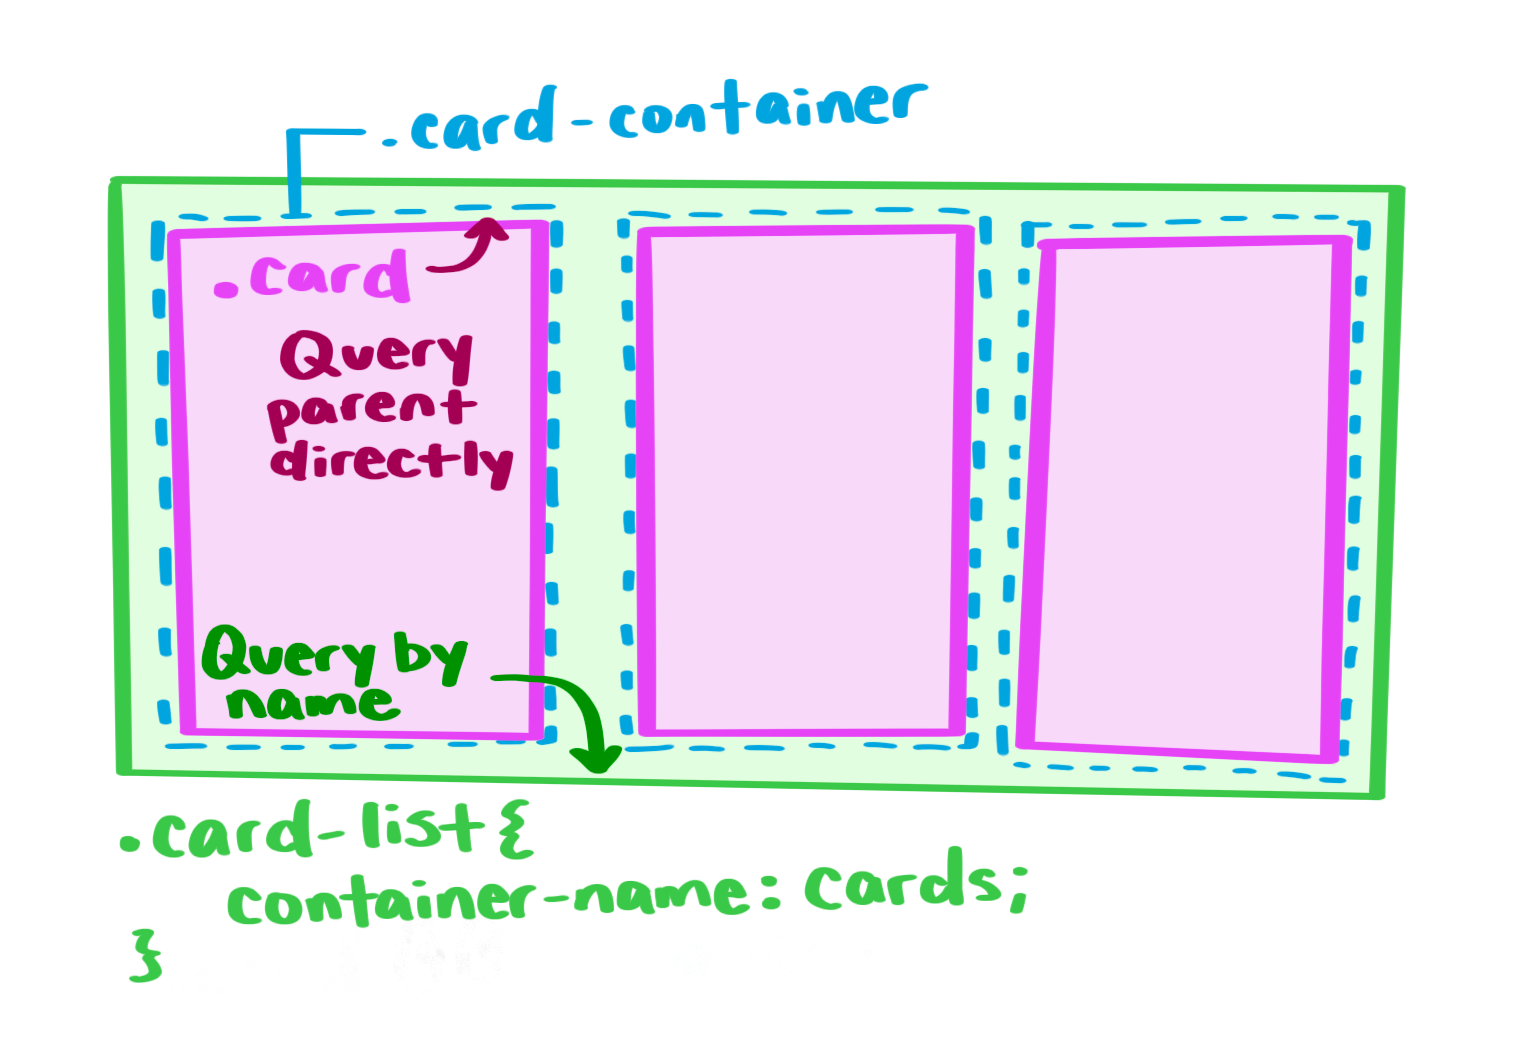 .card-container
.card
Query
parent
directly
Query by
name
.card-list{
container-name: cards;
}